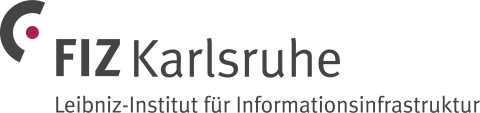 FIZ Karlsruhe
Leibniz-Institut für Informationsinfrastruktur